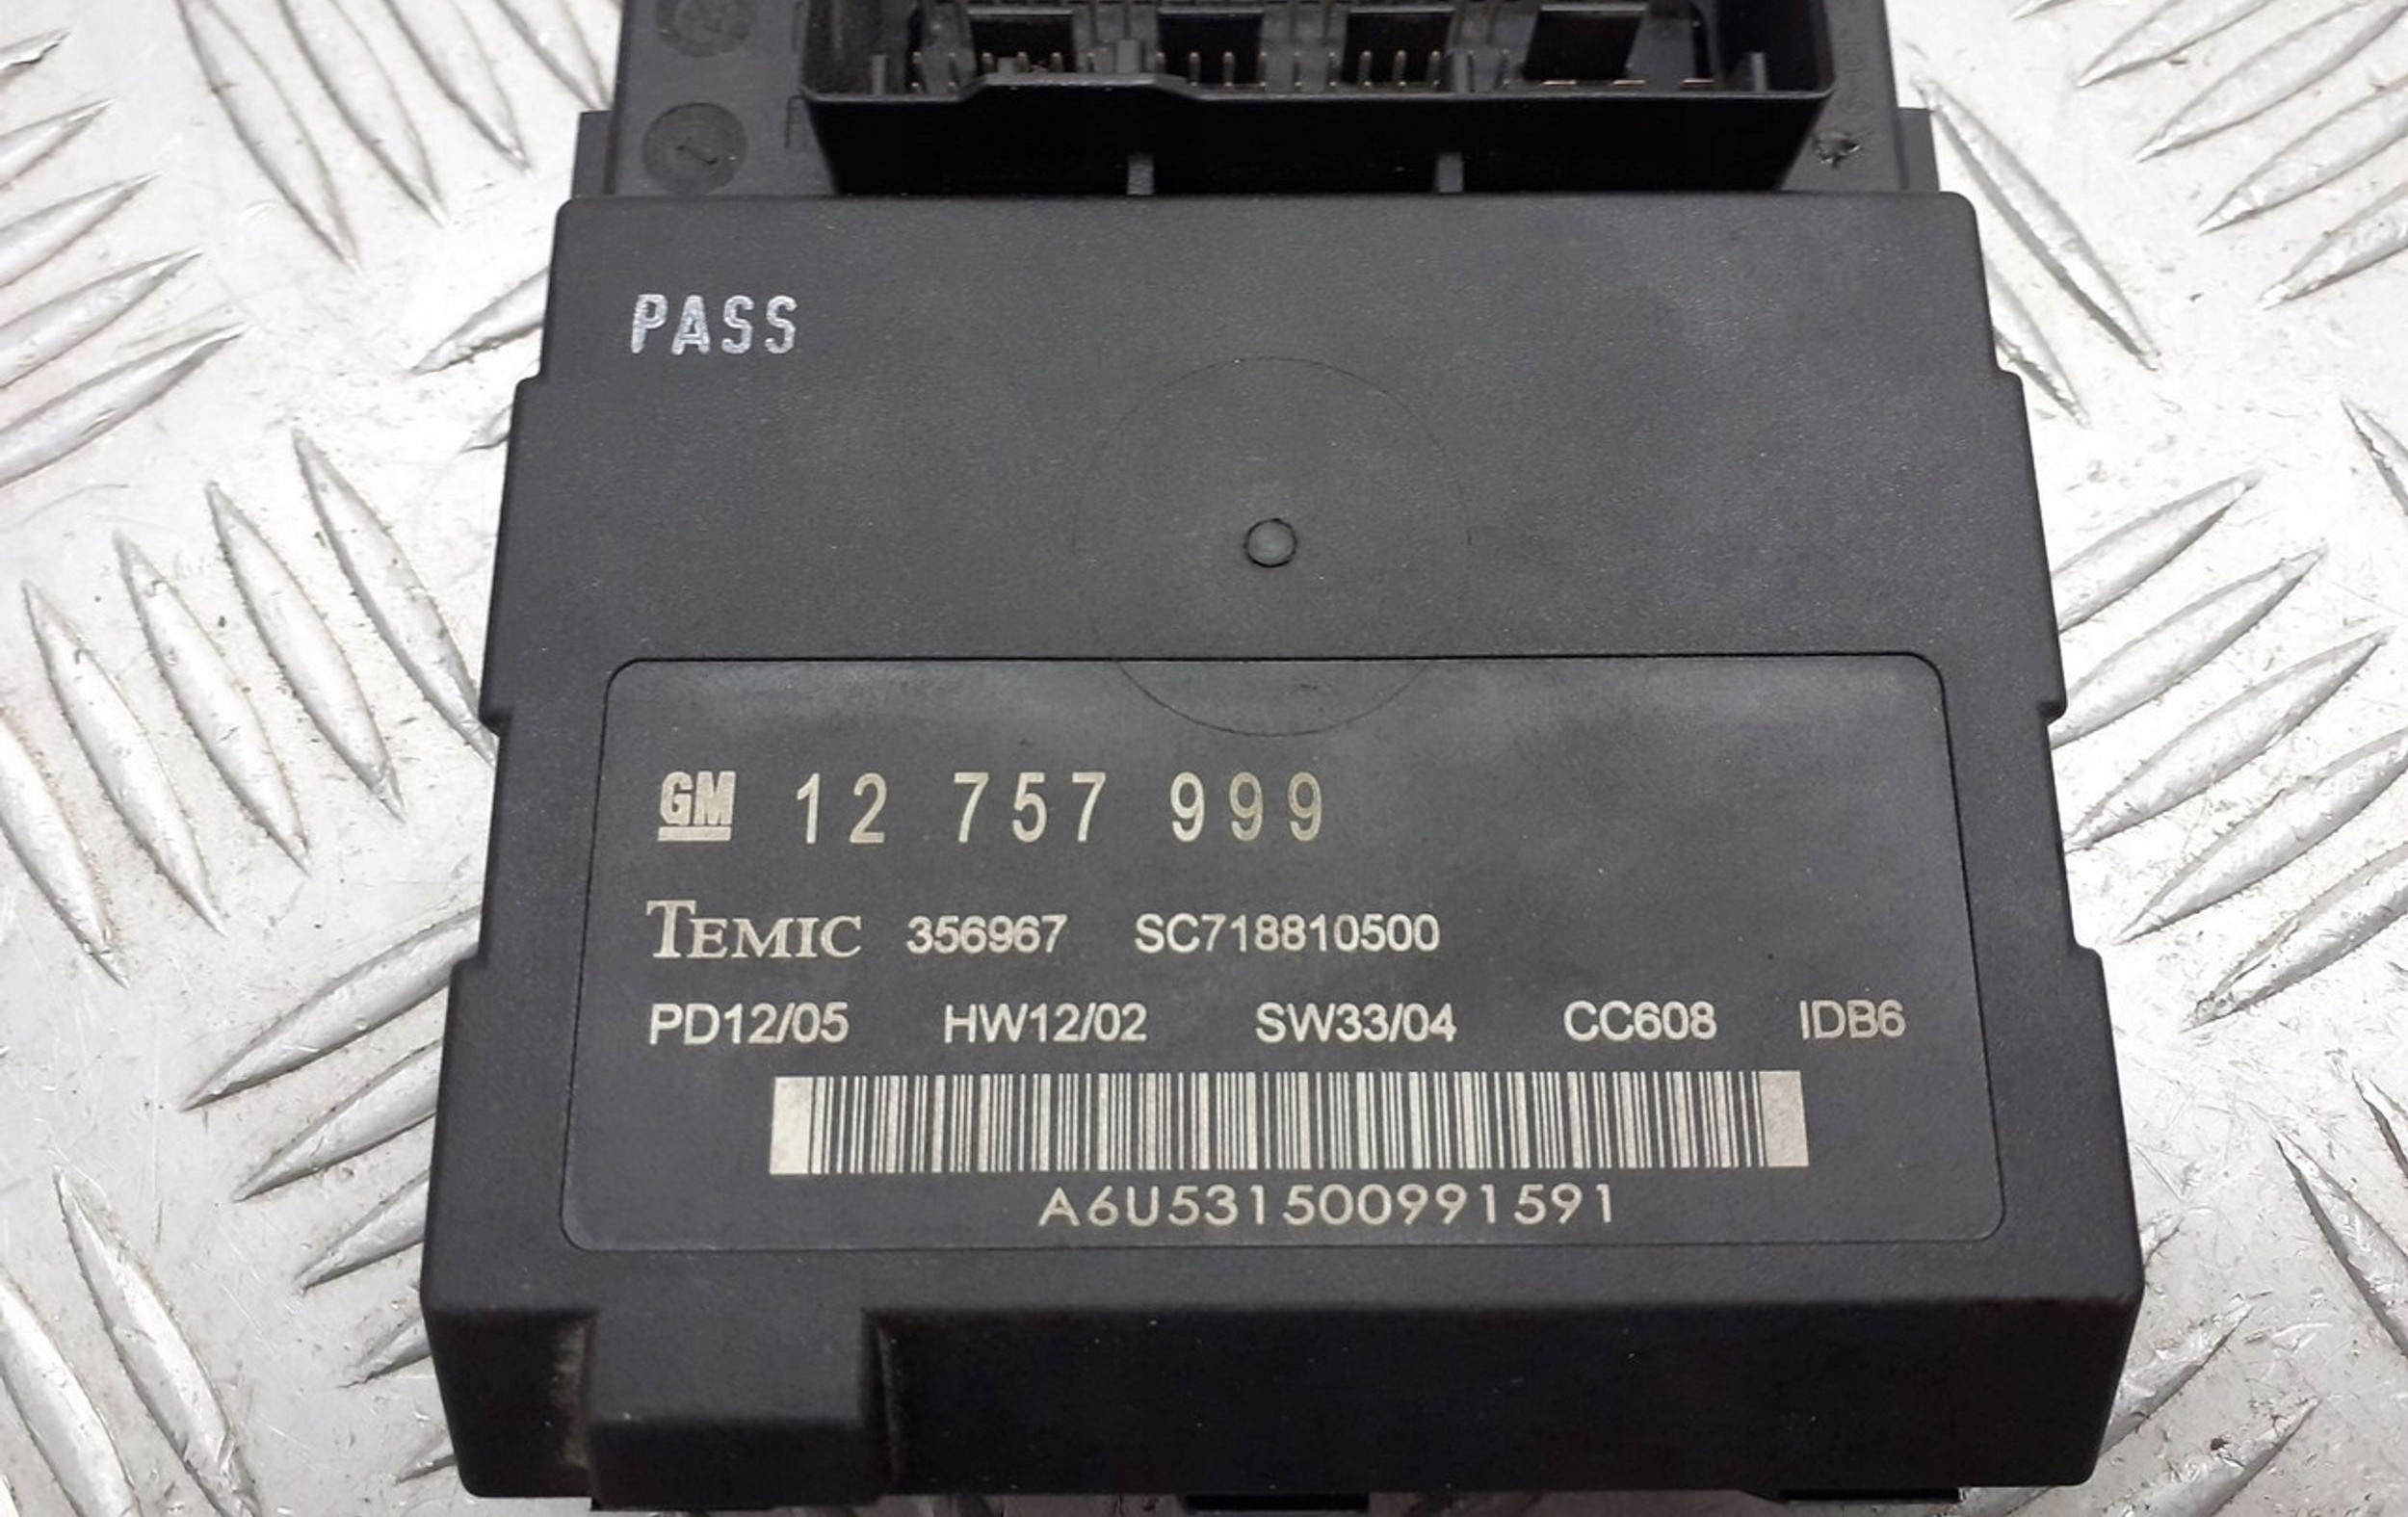 PASS
GM 12 757 999
TEMIC 356967 SC718810500
PD12/05 HW12/02 SW33/04 CC608 IDB6
A6U531500991591